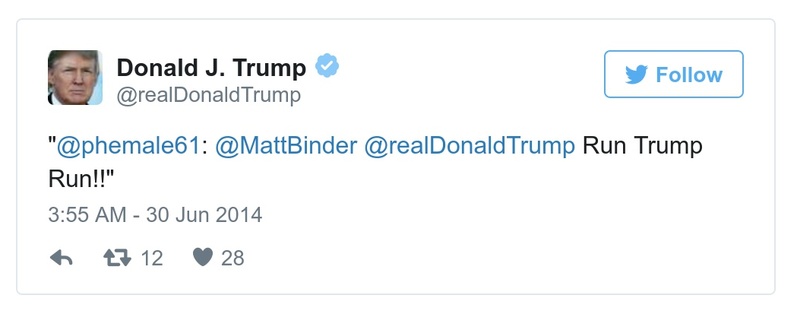 Donald J. Trump
@realDonaldTrump
Follow
"@phemale61: @MattBinder @realDonaldTrump Run Trump
Run!!"
3:55 AM - 30 Jun 2014
12 28